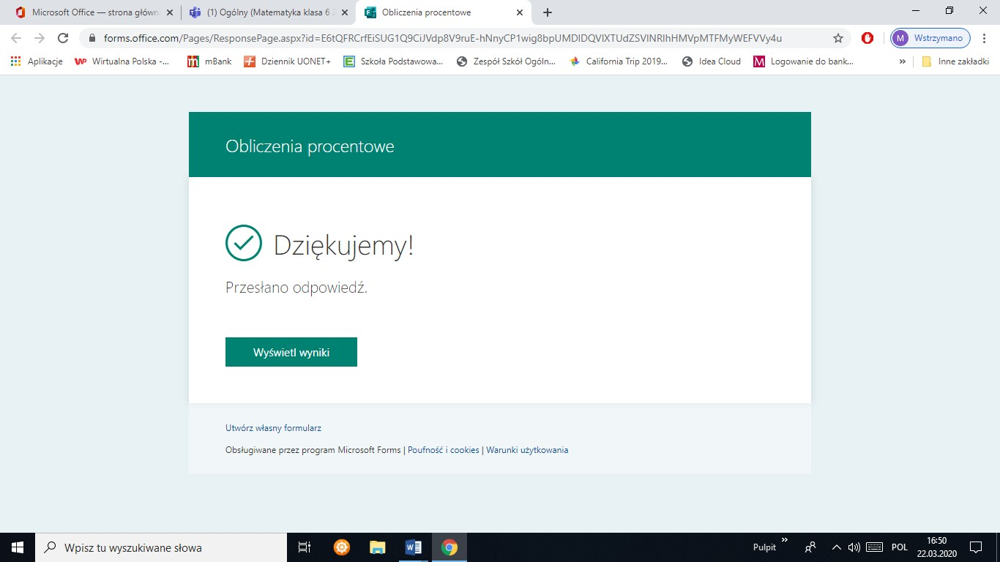 Microsoft Office — strona główn
(1) Ogólny (Matematyka klasa 6 2
Obliczenia procentowe
forms.office.com/Pages/ResponsePage.aspx?id=E6tQFRCrfEiSUG1Q9CiJVdp8V9ruE-hNnyCP1wig8bpUMDlDQVlXTUdZSVlNRlhHMVpMTFMyWEFVVy4u
M
Wstrzymano
Aplikacje
Wirtualna Polska -...
mBank
Dziennik UONET+
Szkoła Podstawowa...
Zespół Szkół Ogóln...
California Trip 2019...
Idea Cloud
Logowanie do bank...
»
Inne zakładki
Obliczenia procentowe
Dziękujemy!
Przesłano odpowiedź.
Wyświetl wyniki
Utwórz własny formularz
Obsługiwane przez program Microsoft Forms | Poufność i cookies | Warunki użytkowania
Wpisz tu wyszukiwane słowa
Pulpit
»
POL
16:50
22.03.2020